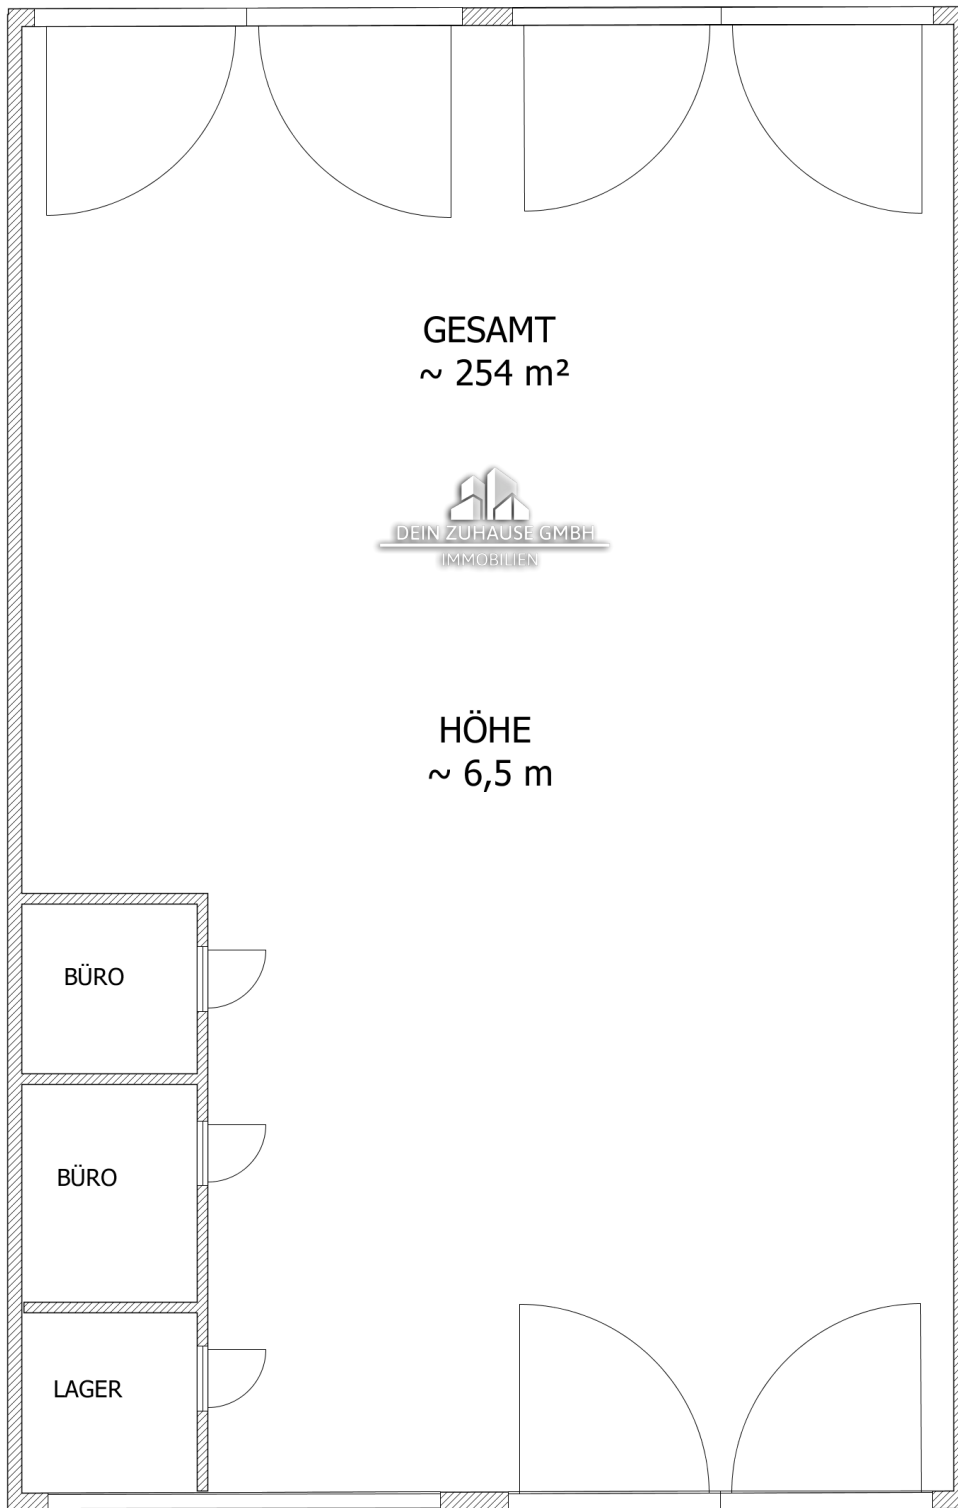 GESAMT
~ 254 m²
DEIN ZUHAUSE GMBH
IMMOBILIEN
HÖHE
~ 6,5 m
BÜRO
BÜRO
LAGER